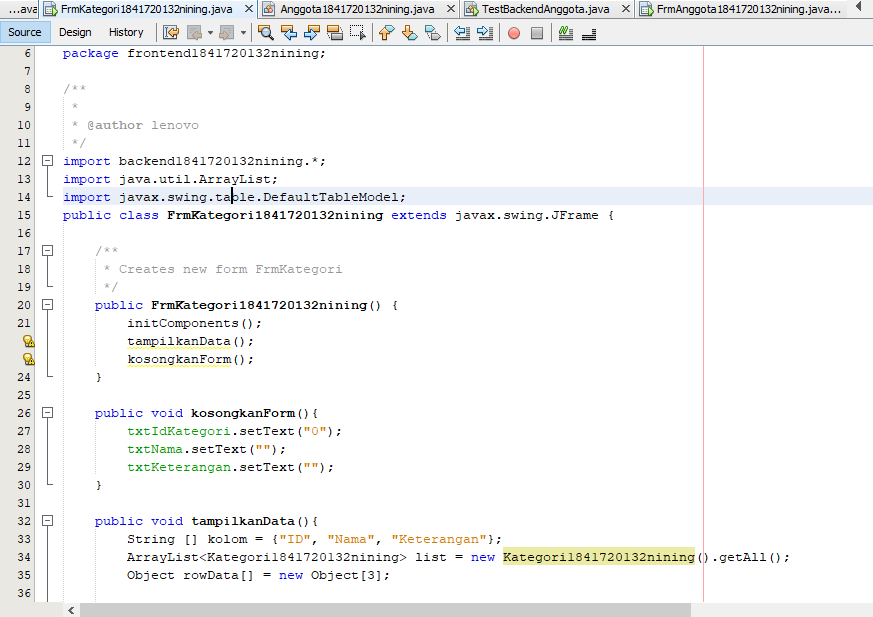 ...ava FrmKategori1841720132nining.java Anggota1841720132nining.java TestBackendAnggota.java FrmAnggota1841720132nining.java...
Source Design History
6 package frontend1841720132nining;
7
8 /**
9 *
10 * @author lenovo
11 */
12 import backend1841720132nining.*;
13 import java.util.ArrayList;
14 import javax.swing.table.DefaultTableModel;
15 public class FrmKategori1841720132nining extends javax.swing.JFrame {
16
17 /**
18 * Creates new form FrmKategori
19 */
20 public FrmKategori1841720132nining() {
21 initComponents();
tampilkanData();
kosongkanForm();
24 }
25
26 public void kosongkanForm(){
27 txtIdKategori.setText("0");
28 txtNama.setText("");
29 txtKeterangan.setText("");
30 }
31
32 public void tampilkanData(){
33 String [] kolom = {"ID", "Nama", "Keterangan"};
34 ArrayList<Kategori1841720132nining> list = new Kategori1841720132nining().getAll();
35 Object rowData[] = new Object[3];
36